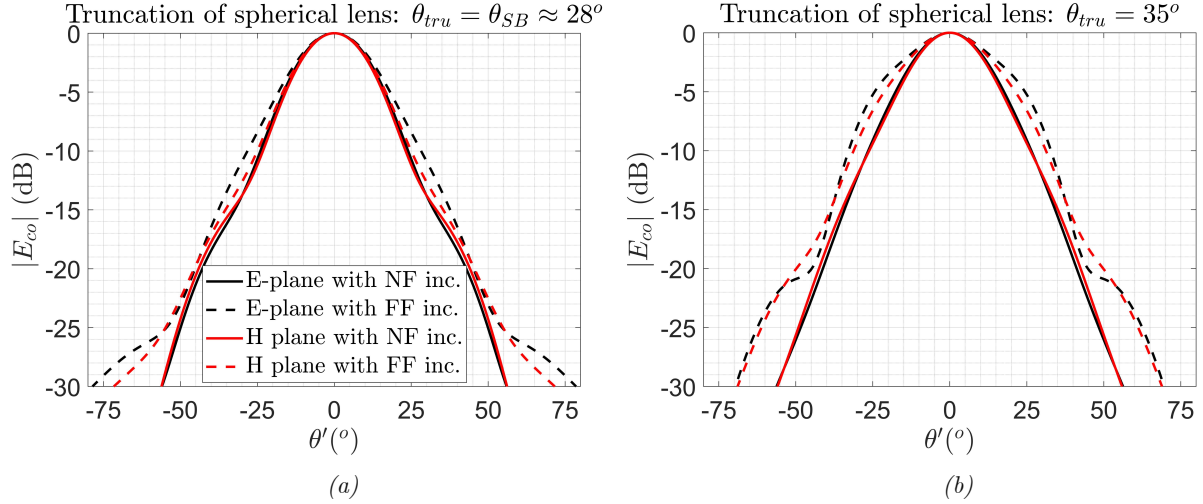 Truncation of spherical lens: θ_tru = θ_SB ≈ 28°
0
-5
-10
-15
-20
-25
-30
|E_co| (dB)
E-plane with NF inc.
E-plane with FF inc.
H plane with NF inc.
H plane with FF inc.
-75 -50 -25 0 25 50 75
θ′(°)
(a)
Truncation of spherical lens: θ_tru = 35°
0
-5
-10
-15
-20
-25
-30
|E_co| (dB)
-75 -50 -25 0 25 50 75
θ′(°)
(b)